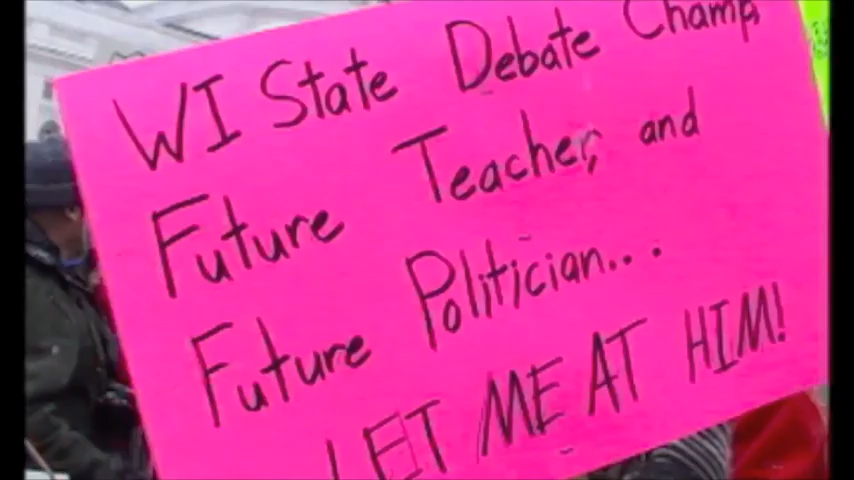 WI State Debate Champ,
Future Teacher, and
Future Politician...
LET ME AT HIM!